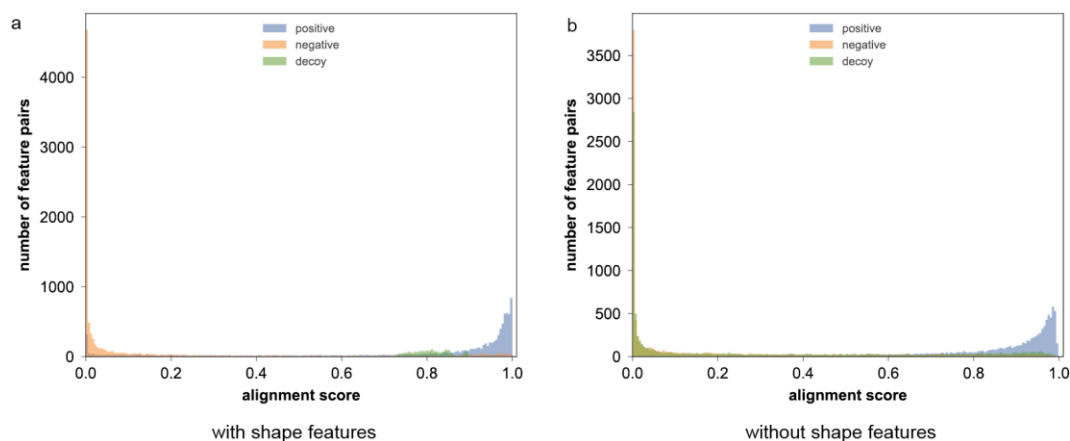 a
positive
negative
decoy
number of feature pairs
4000
3000
2000
1000
0
0.0 0.2 0.4 0.6 0.8 1.0
alignment score
with shape features
b
positive
negative
decoy
number of feature pairs
3500
3000
2500
2000
1500
1000
500
0
0.0 0.2 0.4 0.6 0.8 1.0
alignment score
without shape features